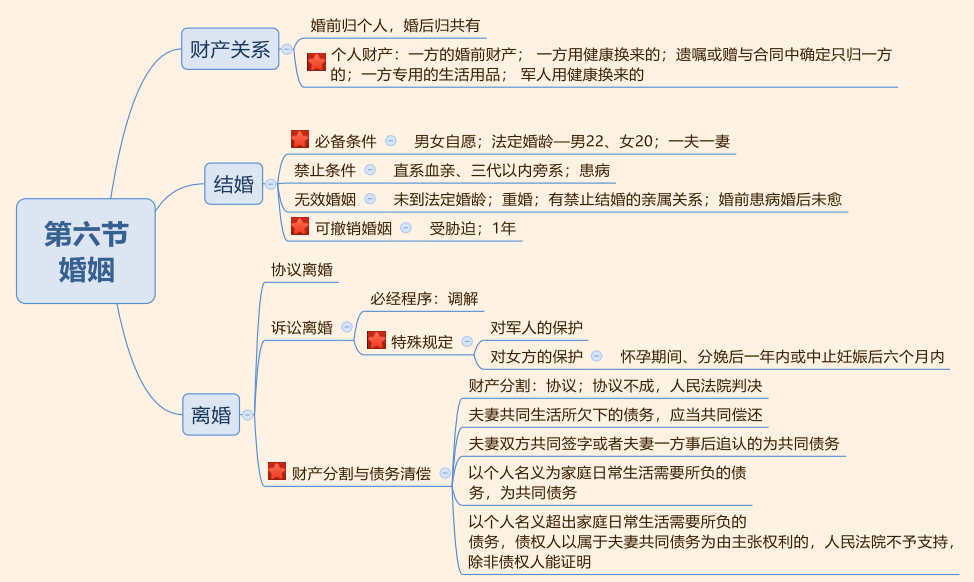 第六节
婚姻
财产关系
婚前归个人，婚后归共有
个人财产：一方的婚前财产； 一方用健康换来的；遗嘱或赠与合同中确定只归一方
的；一方专用的生活用品； 军人用健康换来的
结婚
必备条件
男女自愿；法定婚龄—男22、女20；一夫一妻
禁止条件
直系血亲、三代以内旁系；患病
无效婚姻
未到法定婚龄；重婚；有禁止结婚的亲属关系；婚前患病婚后未愈
可撤销婚姻
受胁迫；1年
离婚
协议离婚
诉讼离婚
必经程序：调解
特殊规定
对军人的保护
对女方的保护
怀孕期间、分娩后一年内或中止妊娠后六个月内
财产分割与债务清偿
财产分割：协议；协议不成，人民法院判决
夫妻共同生活所欠下的债务，应当共同偿还
夫妻双方共同签字或者夫妻一方事后追认的为共同债务
以个人名义为家庭日常生活需要所负的债
务，为共同债务
以个人名义超出家庭日常生活需要所负的
债务，债权人以属于夫妻共同债务为由主张权利的，人民法院不予支持，
除非债权人能证明